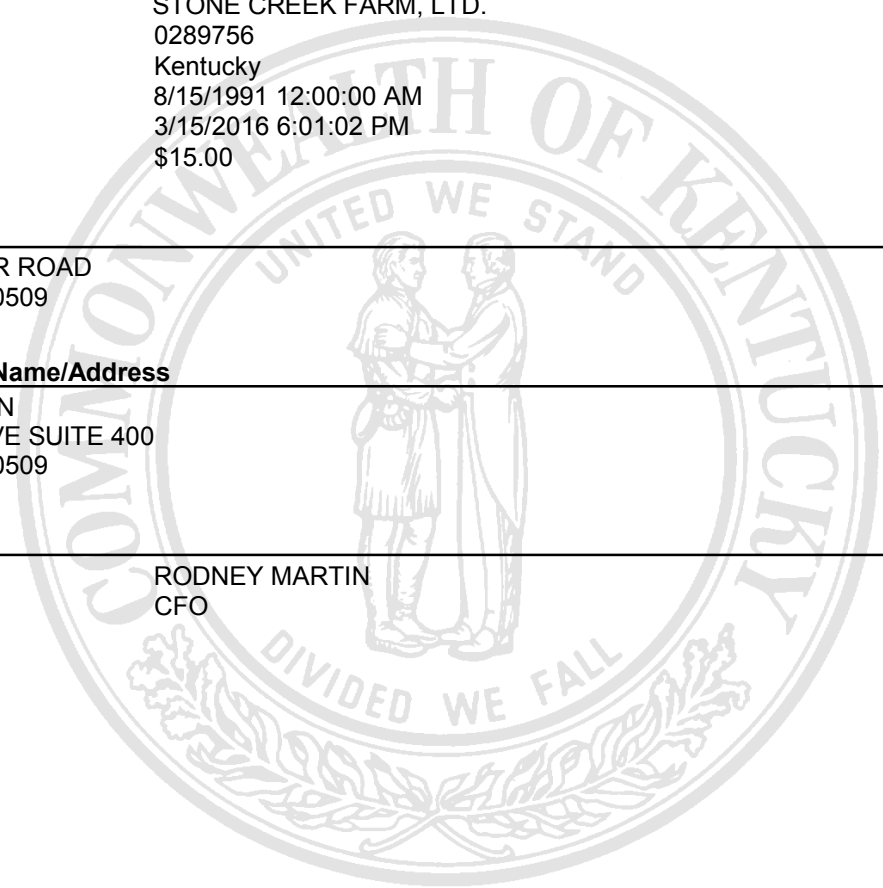 STONE CREEK FARM, LTD.
0289756
Kentucky
8/15/1991 12:00:00 AM
3/15/2016 6:01:02 PM
$15.00
R ROAD
0509
Name/Address
N
VE SUITE 400
0509
RODNEY MARTIN
CFO
COMMONWEALTH OF KENTUCKY
UNITED WE STAND
DIVIDED WE FALL